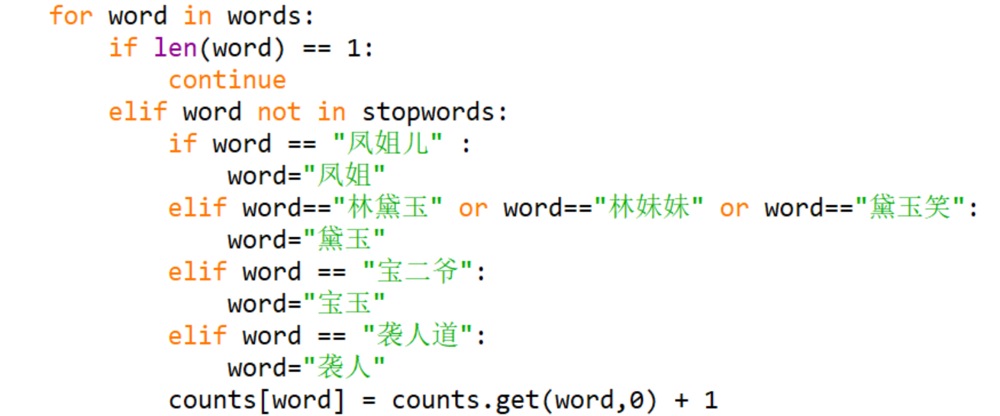 for word in words:
    if len(word) == 1:
        continue
    elif word not in stopwords:
        if word == "凤姐儿" :
            word="凤姐"
        elif word=="林黛玉" or word=="林妹妹" or word=="黛玉笑":
            word="黛玉"
        elif word == "宝二爷":
            word="宝玉"
        elif word == "袭人道":
            word="袭人"
        counts[word] = counts.get(word,0) + 1